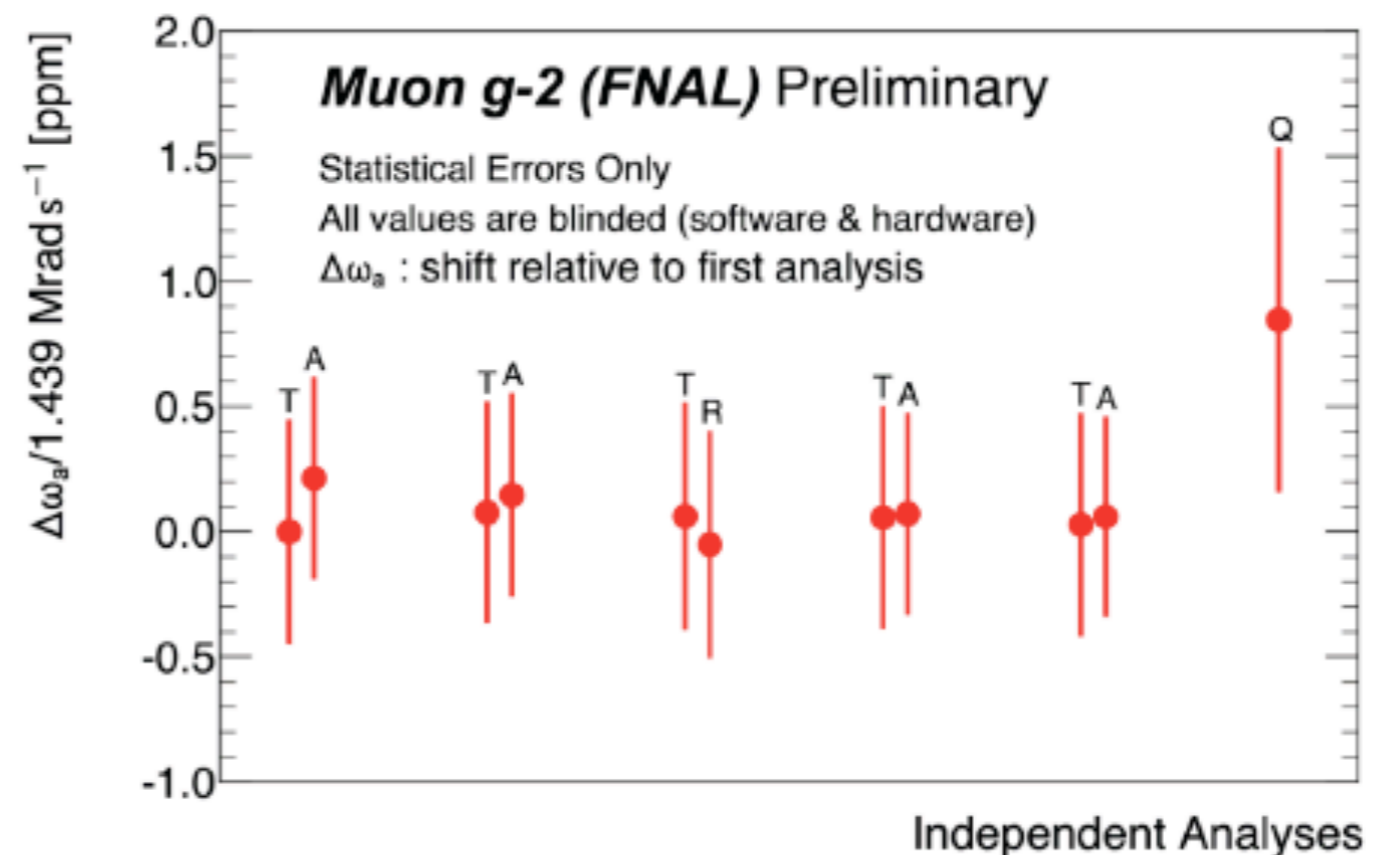 Δωₐ/1.439 Mrad s⁻¹ [ppm]
2.0
1.5
1.0
0.5
0.0
-0.5
-1.0
Muon g-2 (FNAL) Preliminary
Statistical Errors Only
All values are blinded (software & hardware)
Δωₐ : shift relative to first analysis
T A
T A
T R
T A
T A
Q
Independent Analyses